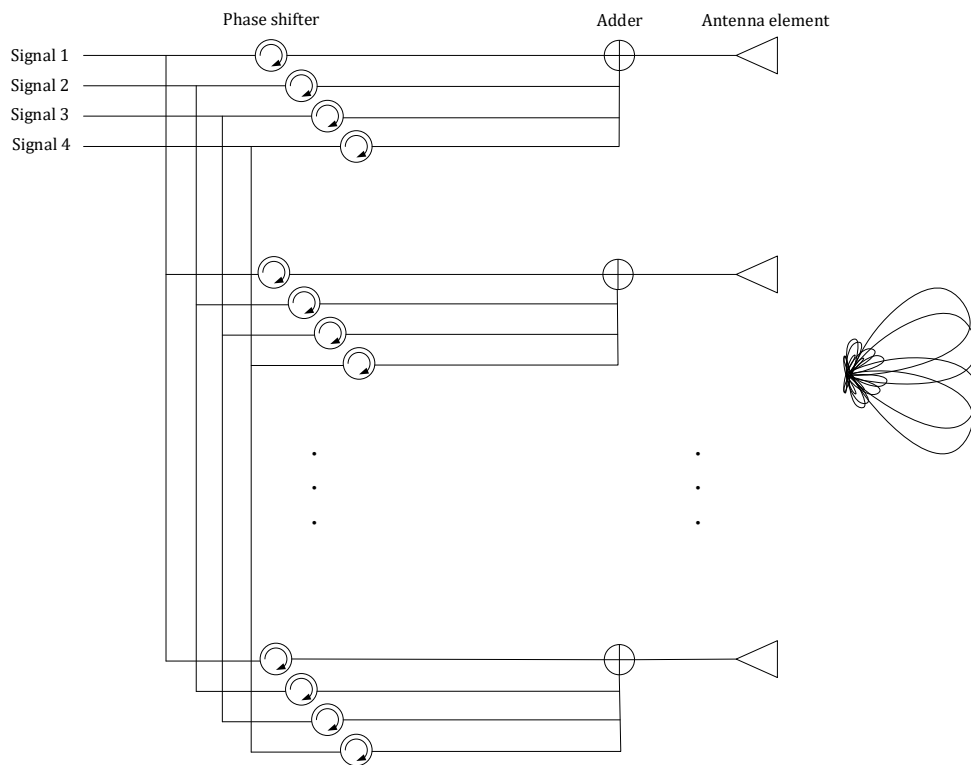 Phase shifter
Adder
Antenna element
Signal 1
Signal 2
Signal 3
Signal 4